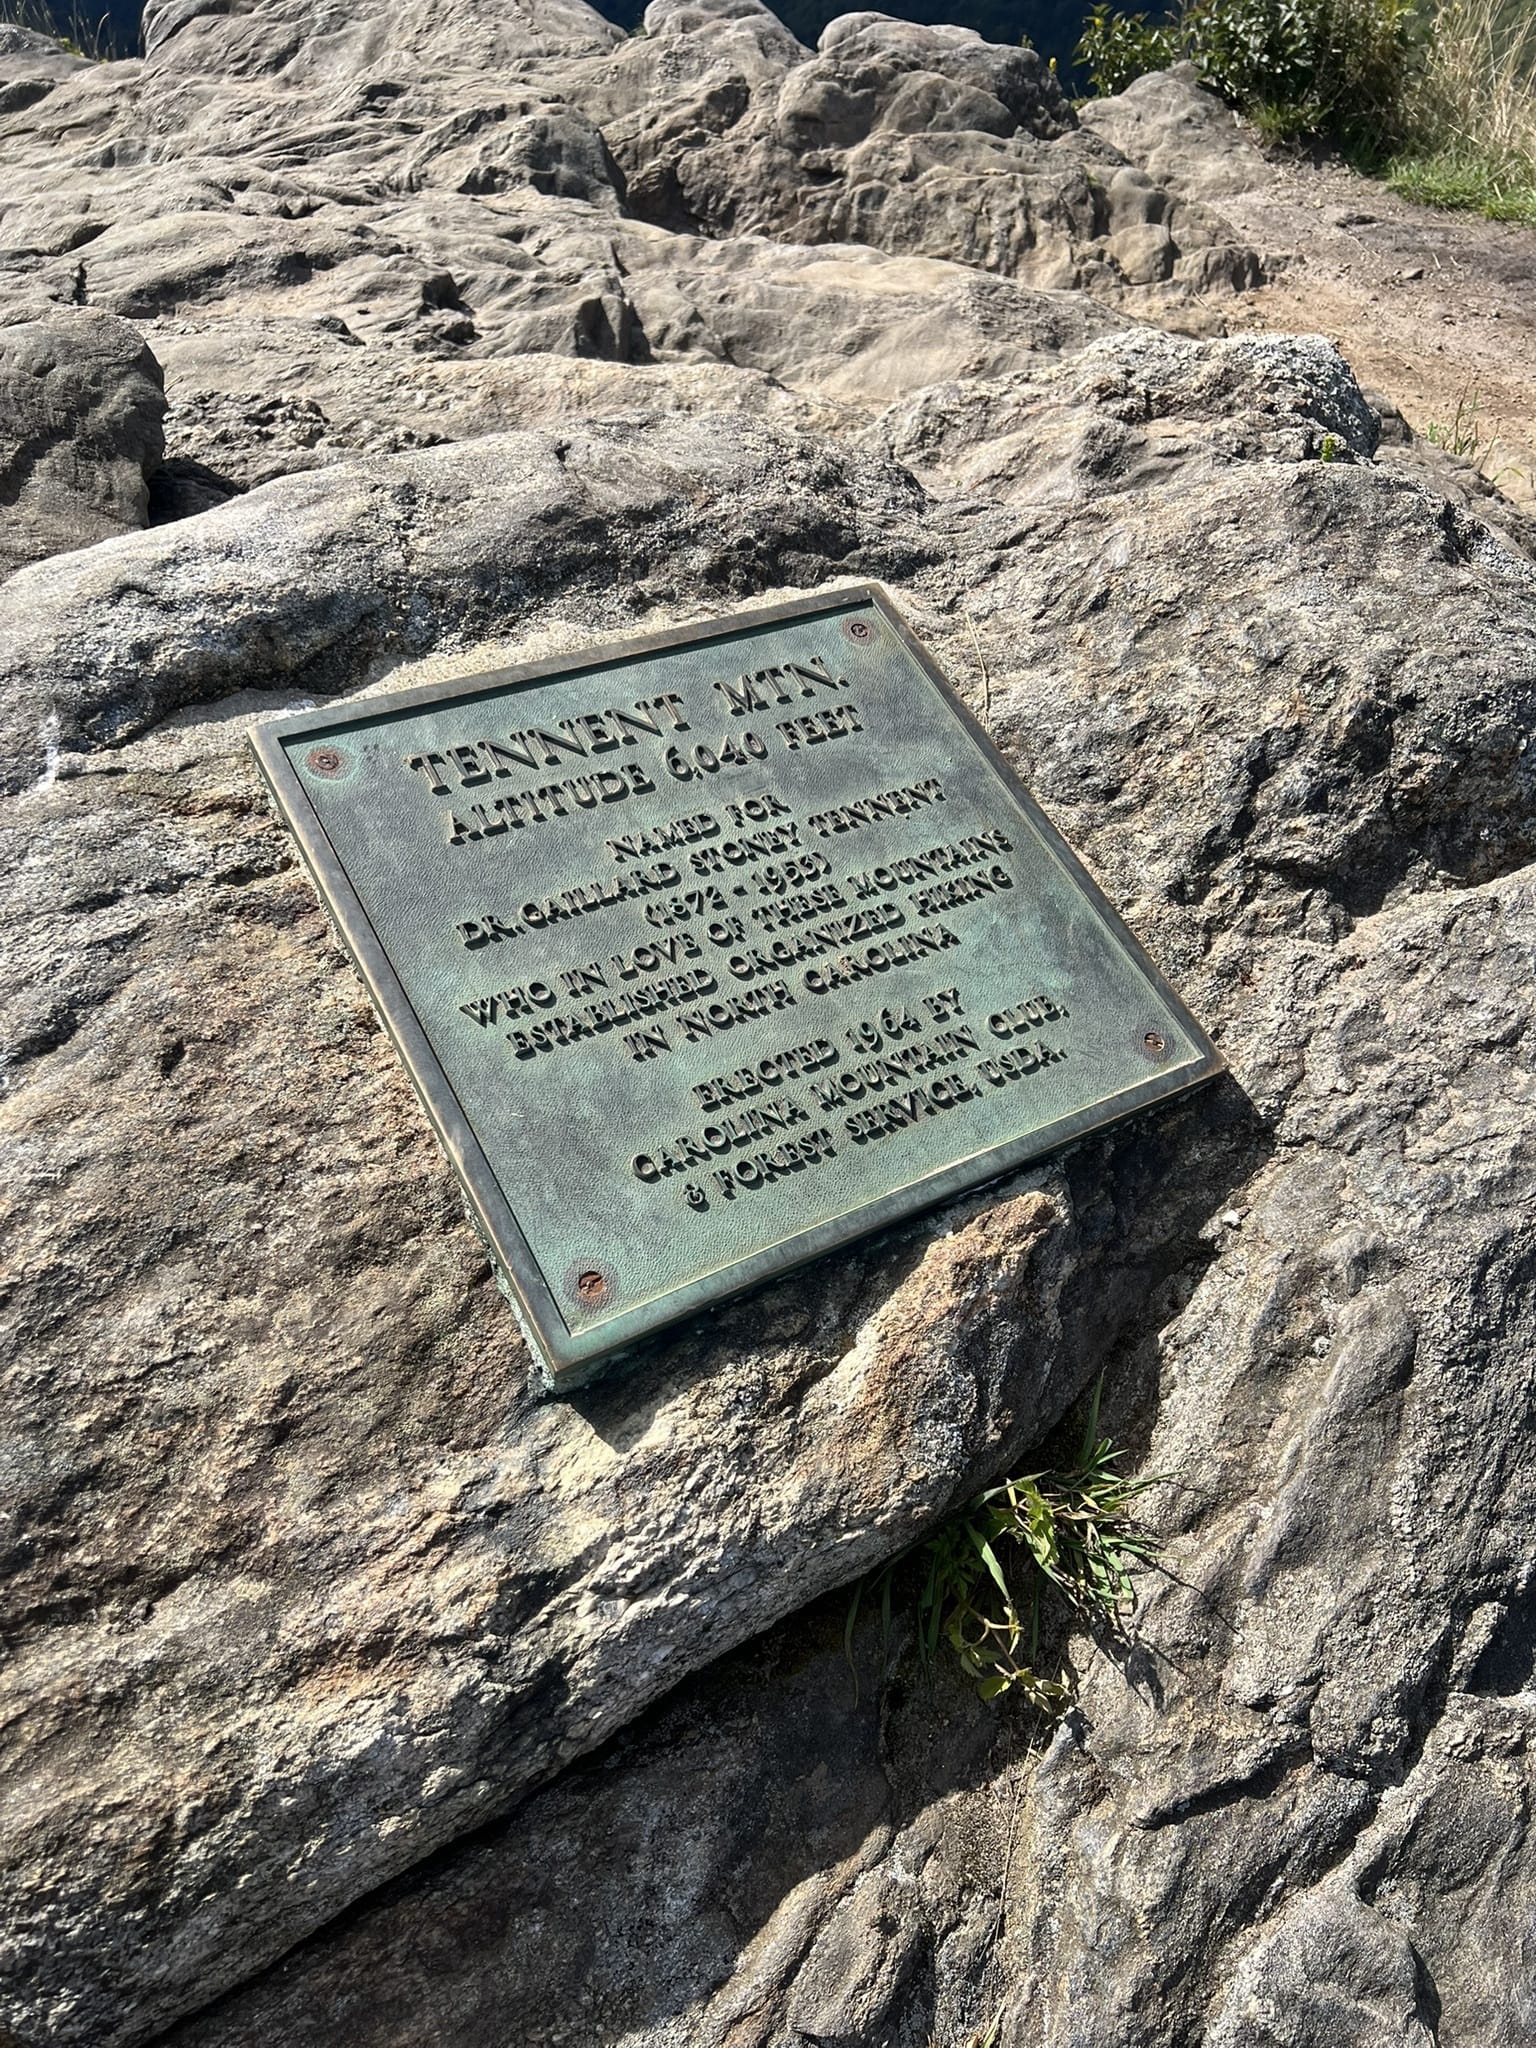 TENNENT MTN.
ALTITUDE 6,040 FEET
NAMED FOR
DR. GAILLARD STONEY TENNENT
(1872 - 1953)
WHO IN LOVE OF THESE MOUNTAINS
ESTABLISHED ORGANIZED HIKING
IN NORTH CAROLINA
ERECTED 1964 BY
CAROLINA MOUNTAIN CLUB,
& FOREST SERVICE, USDA.